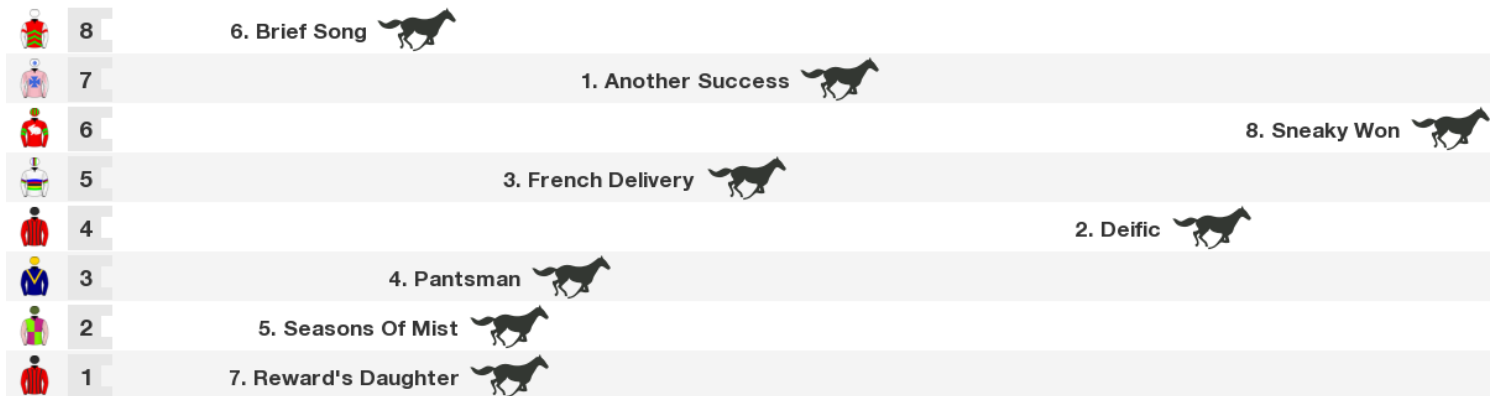 8 6. Brief Song
7 1. Another Success
6 8. Sneaky Won
5 3. French Delivery
4 2. Deific
3 4. Pantsman
2 5. Seasons Of Mist
1 7. Reward's Daughter